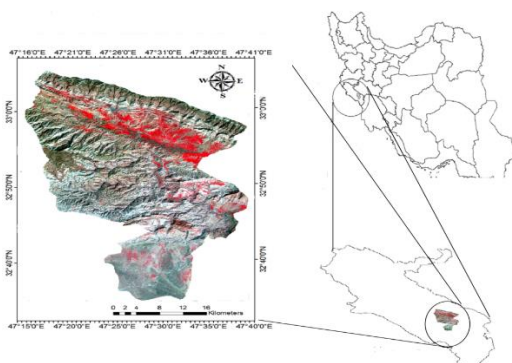 47°16'0"E 47°21'0"E 47°26'0"E 47°31'0"E 47°36'0"E 47°41'0"E
N
W E
S
33°0'0"N 33°0'0"N
32°50'0"N 32°50'0"N
32°40'0"N 32°40'0"N
0 2 4 8 12 16
Kilometers
47°15'0"E 47°20'0"E 47°25'0"E 47°30'0"E 47°35'0"E 47°40'0"E